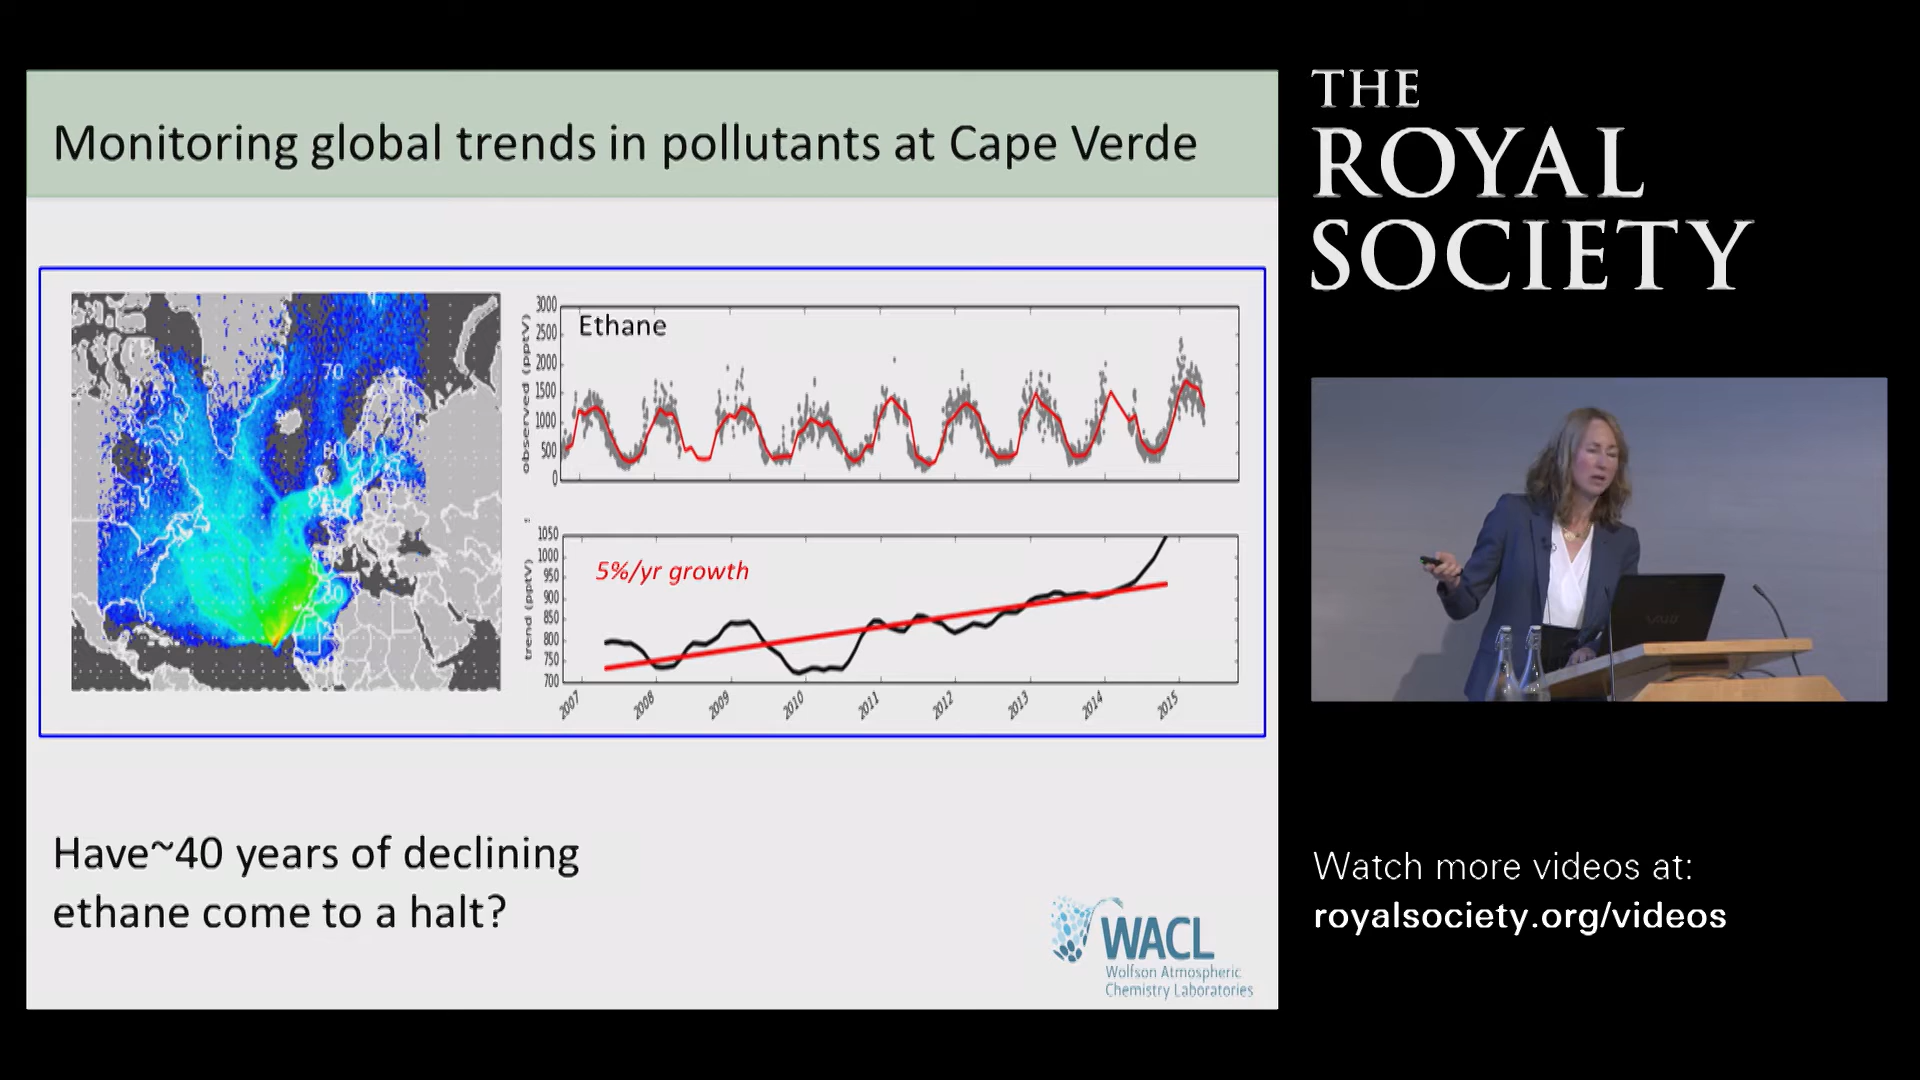 Monitoring global trends in pollutants at Cape Verde
70
Ethane
observed (pptV)
3000
2500
2000
1500
1000
500
0
5%/yr growth
trend (pptV)
1050
1000
950
900
850
800
750
700
2007
2008
2009
2010
2011
2012
2013
2014
2015
Have~40 years of declining
ethane come to a halt?
WACL
Wolfson Atmospheric
Chemistry Laboratories
THE
ROYAL
SOCIETY
VAIO
Watch more videos at:
royalsociety.org/videos